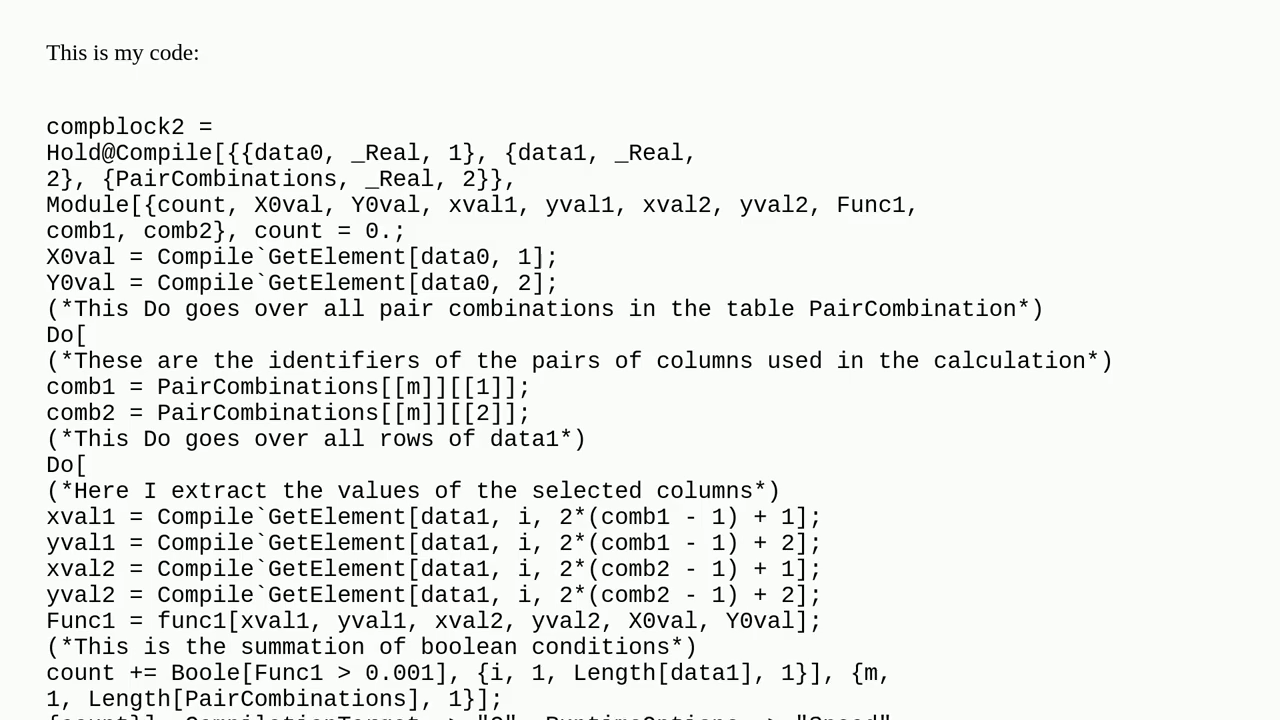 This is my code:
compblock2 =
Hold@Compile[{{data0, _Real, 1}, {data1, _Real,
2}, {PairCombinations, _Real, 2}},
Module[{count, X0val, Y0val, xval1, yval1, xval2, yval2, Func1,
comb1, comb2}, count = 0.;
X0val = Compile`GetElement[data0, 1];
Y0val = Compile`GetElement[data0, 2];
(*This Do goes over all pair combinations in the table PairCombination*)
Do[
(*These are the identifiers of the pairs of columns used in the calculation*)
comb1 = PairCombinations[[m]][[1]];
comb2 = PairCombinations[[m]][[2]];
(*This Do goes over all rows of data1*)
Do[
(*Here I extract the values of the selected columns*)
xval1 = Compile`GetElement[data1, i, 2*(comb1 - 1) + 1];
yval1 = Compile`GetElement[data1, i, 2*(comb1 - 1) + 2];
xval2 = Compile`GetElement[data1, i, 2*(comb2 - 1) + 1];
yval2 = Compile`GetElement[data1, i, 2*(comb2 - 1) + 2];
Func1 = func1[xval1, yval1, xval2, yval2, X0val, Y0val];
(*This is the summation of boolean conditions*)
count += Boole[Func1 > 0.001], {i, 1, Length[data1], 1}], {m,
1, Length[PairCombinations], 1}];